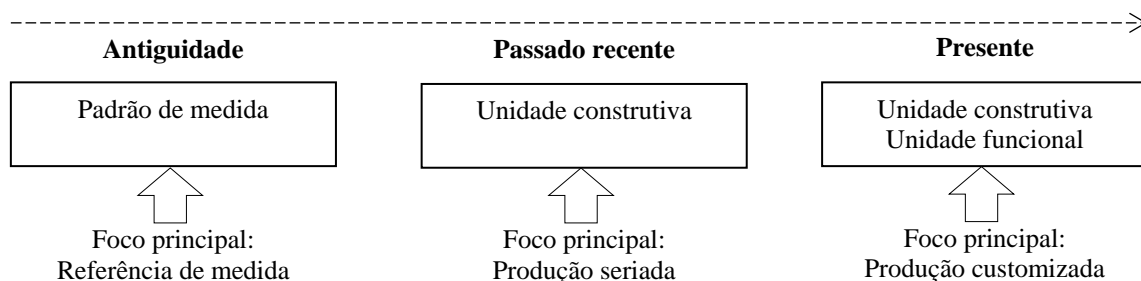 Antiguidade
Passado recente
Presente
Padrão de medida
Unidade construtiva
Unidade construtiva
Unidade funcional
Foco principal:
Referência de medida
Foco principal:
Produção seriada
Foco principal:
Produção customizada